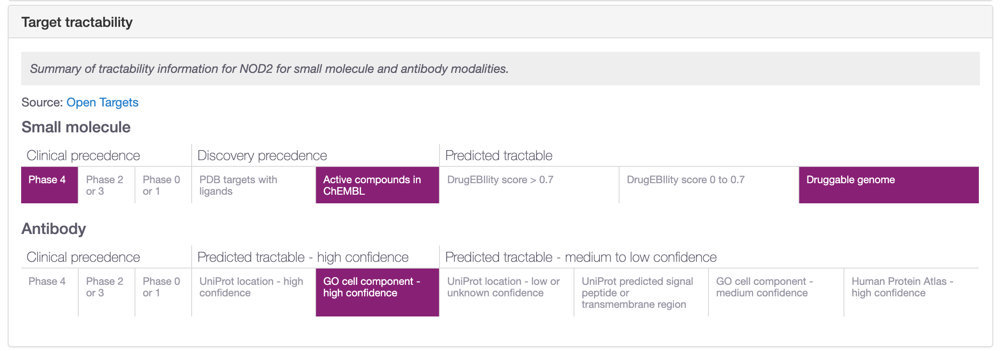 Target tractability
Summary of tractability information for NOD2 for small molecule and antibody modalities.
Source: Open Targets
Small molecule
Clinical precedence
Discovery precedence
Predicted tractable
Phase 4
Phase 2
or 3
Phase 0
or 1
PDB targets with
ligands
Active compounds in
ChEMBL
DrugEBIlity score > 0.7
DrugEBIlity score 0 to 0.7
Druggable genome
Antibody
Clinical precedence
Predicted tractable - high confidence
Predicted tractable - medium to low confidence
Phase 4
Phase 2
or 3
Phase 0
or 1
UniProt location - high
confidence
GO cell component -
high confidence
UniProt location - low or
unknown confidence
UniProt predicted signal
peptide or
transmembrane region
GO cell component -
medium confidence
Human Protein Atlas -
high confidence